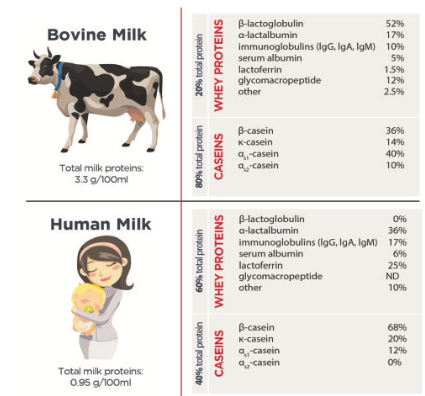 Bovine Milk
Total milk proteins:
3.3 g/100ml
20% total protein
WHEY PROTEINS
β-lactoglobulin 52%
α-lactalbumin 17%
immunoglobulins (IgG, IgA, IgM) 10%
serum albumin 5%
lactoferrin 1.5%
glycomacropeptide 12%
other 2.5%
80% total protein
CASEINS
β-casein 36%
κ-casein 14%
αs1-casein 40%
αs2-casein 10%
Human Milk
Total milk proteins:
0.95 g/100ml
60% total protein
WHEY PROTEINS
β-lactoglobulin 0%
α-lactalbumin 36%
immunoglobulins (IgG, IgA, IgM) 17%
serum albumin 6%
lactoferrin 25%
glycomacropeptide ND
other 10%
40% total protein
CASEINS
β-casein 68%
κ-casein 20%
αs1-casein 12%
αs2-casein 0%